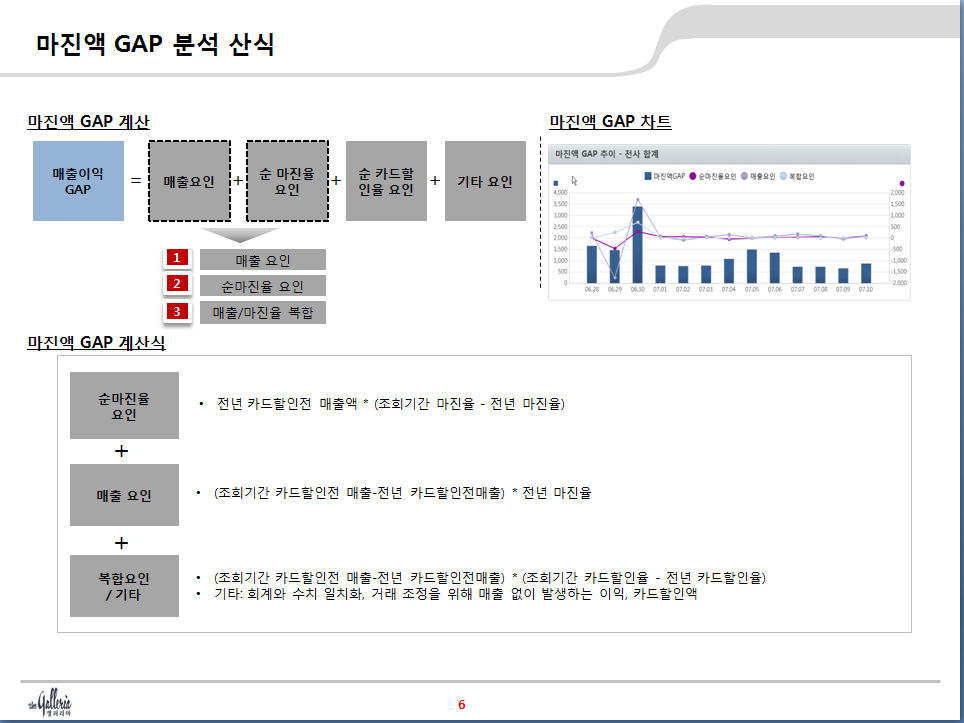 마진액 GAP 분석 산식
마진액 GAP 계산
매출이익
GAP
=
매출요인
+
순 마진율
요인
+
순 카드할
인율 요인
+
기타 요인
1
매출 요인
2
순마진율 요인
3
매출/마진율 복합
마진액 GAP 차트
마진액 GAP 추이 - 전사 합계
마진액GAP 순마진율요인 매출요인 복합요인
4,000
3,500
3,000
2,500
2,000
1,500
1,000
500
0
2,000
1,500
1,000
500
0
-500
-1,000
-1,500
-2,000
06.28 06.29 06.30 07.01 07.02 07.03 07.04 07.05 07.06 07.07 07.08 07.09 07.10
마진액 GAP 계산식
순마진율
요인
• 전년 카드할인전 매출액 * (조회기간 마진율 - 전년 마진율)
+
매출 요인
• (조회기간 카드할인전 매출-전년 카드할인전매출) * 전년 마진율
+
복합요인
/ 기타
• (조회기간 카드할인전 매출-전년 카드할인전매출) * (조회기간 카드할인율 - 전년 카드할인율)
• 기타: 회계와 수치 일치화, 거래 조정을 위해 매출 없이 발생하는 이익, 카드할인액
the Galleria
갤러리아
6